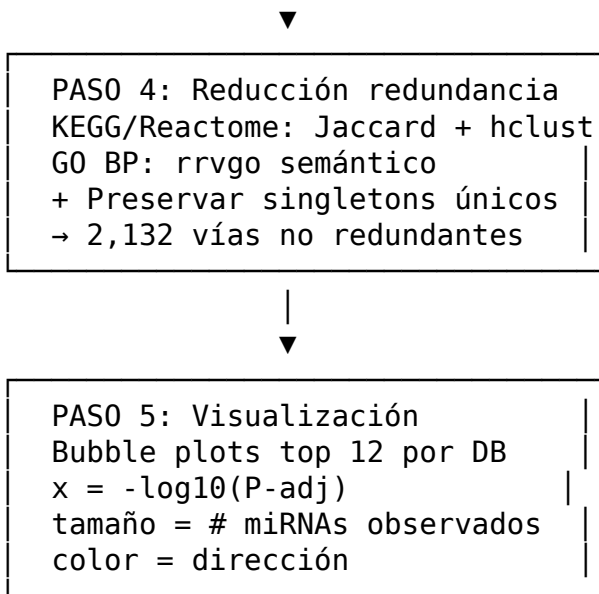 PASO 4: Reducción redundancia
KEGG/Reactome: Jaccard + hclust
GO BP: rrvgo semántico
+ Preservar singletons únicos
→ 2,132 vías no redundantes
PASO 5: Visualización
Bubble plots top 12 por DB
x = -log10(P-adj)
tamaño = # miRNAs observados
color = dirección